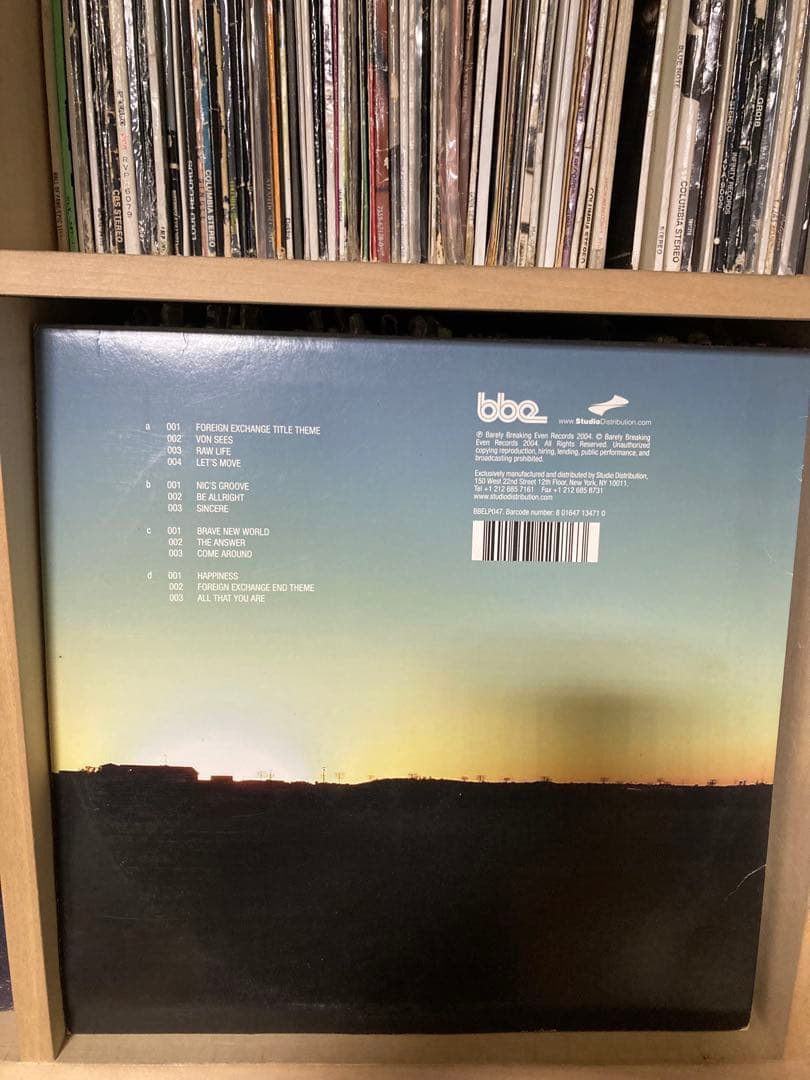 CBS STEREO
COLUMBIA
COLUMBIA STEREO
STEREO
bbe
www.StudioDistribution.com
a 001 FOREIGN EXCHANGE TITLE THEME
002 VON SEES
003 RAW LIFE
004 LET'S MOVE
b 001 NIC'S GROOVE
002 BE ALLRIGHT
003 SINCERE
c 001 BRAVE NEW WORLD
002 THE ANSWER
003 COME AROUND
d 001 HAPPINESS
002 FOREIGN EXCHANGE END THEME
003 ALL THAT YOU ARE
℗ Barely Breaking Even Records 2004. © Barely Breaking
Even Records 2004. All Rights Reserved. Unauthorized
copying reproduction, hiring, lending, public performance, and
broadcasting prohibited.
Exclusively manufactured and distributed by Studio Distribution,
150 West 22nd Street 12th Floor, New York, NY 10011.
Tel +1 212 685 7161 Fax +1 212 685 8731
www.studiodistribution.com
BBELP047. Barcode number: 8 01647 13471 0